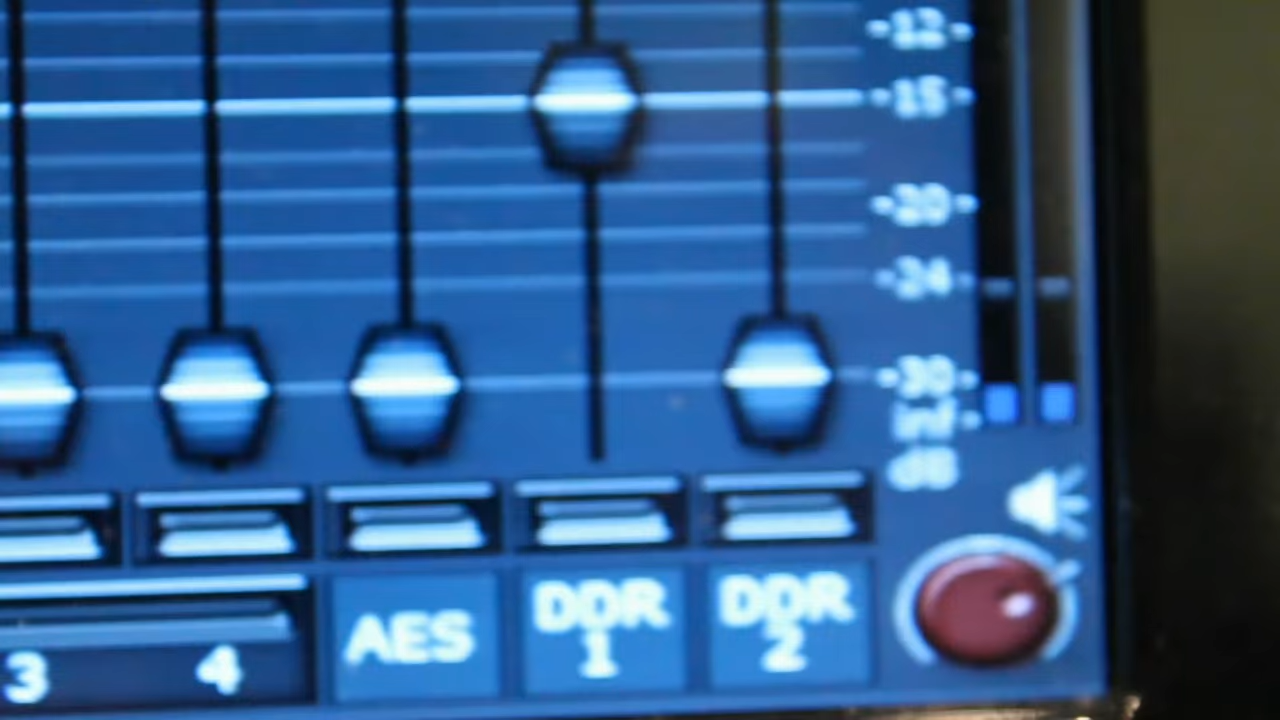 -12-
-15-
-20-
-24-
-30-
inf-
dB
AES
DDR
1
DDR
2
3
4